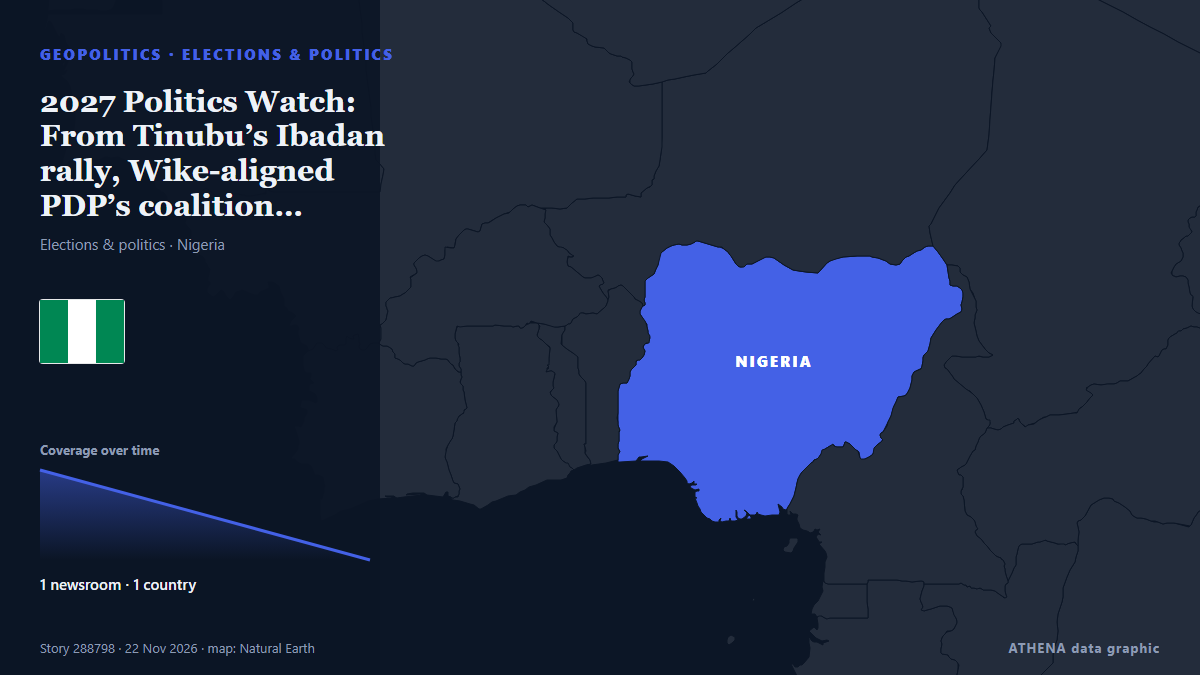 GEOPOLITICS · ELECTIONS & POLITICS
2027 Politics Watch:
From Tinubu’s Ibadan
rally, Wike-aligned
PDP’s coalition...
Elections & politics · Nigeria
NIGERIA
Coverage over time
1 newsroom · 1 country
Story 288798 · 22 Nov 2026 · map: Natural Earth
ATHENA data graphic